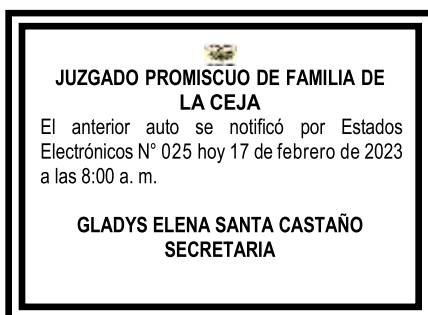 JUZGADO PROMISCUO DE FAMILIA DE
LA CEJA
El anterior auto se notificó por Estados
Electrónicos N° 025 hoy 17 de febrero de 2023
a las 8:00 a. m.
GLADYS ELENA SANTA CASTAÑO
SECRETARIA